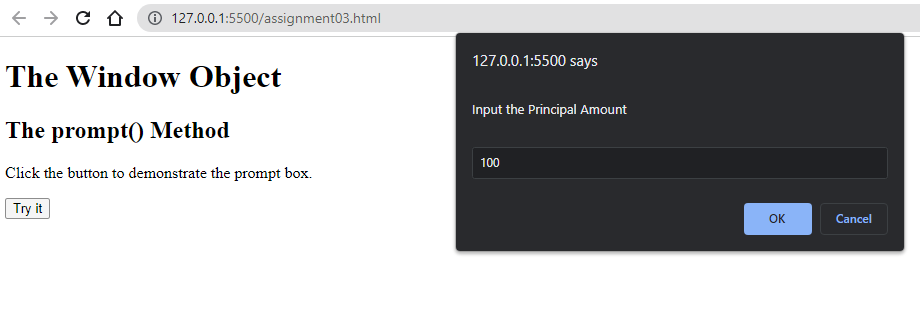 127.0.0.1:5500/assignment03.html
The Window Object
The prompt() Method
Click the button to demonstrate the prompt box.
Try it
127.0.0.1:5500 says
Input the Principal Amount
100
OK Cancel